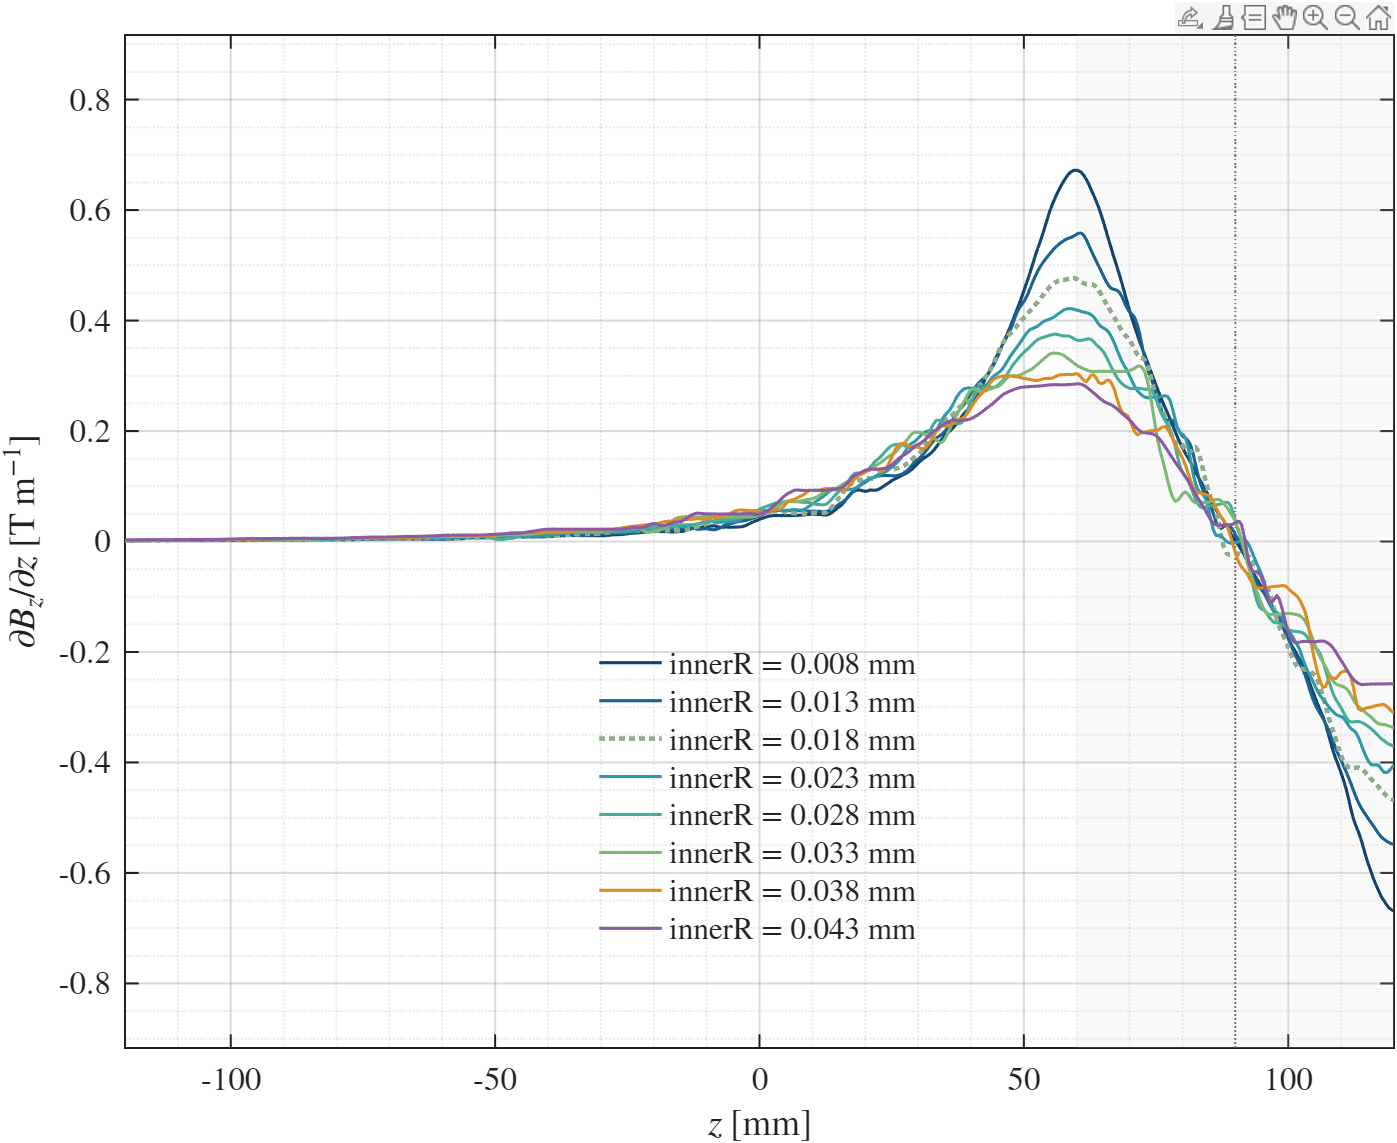 0.8
0.6
0.4
0.2
0
-0.2
-0.4
-0.6
-0.8
∂Bz/∂z [T m⁻¹]
innerR = 0.008 mm
innerR = 0.013 mm
innerR = 0.018 mm
innerR = 0.023 mm
innerR = 0.028 mm
innerR = 0.033 mm
innerR = 0.038 mm
innerR = 0.043 mm
-100 -50 0 50 100
z [mm]